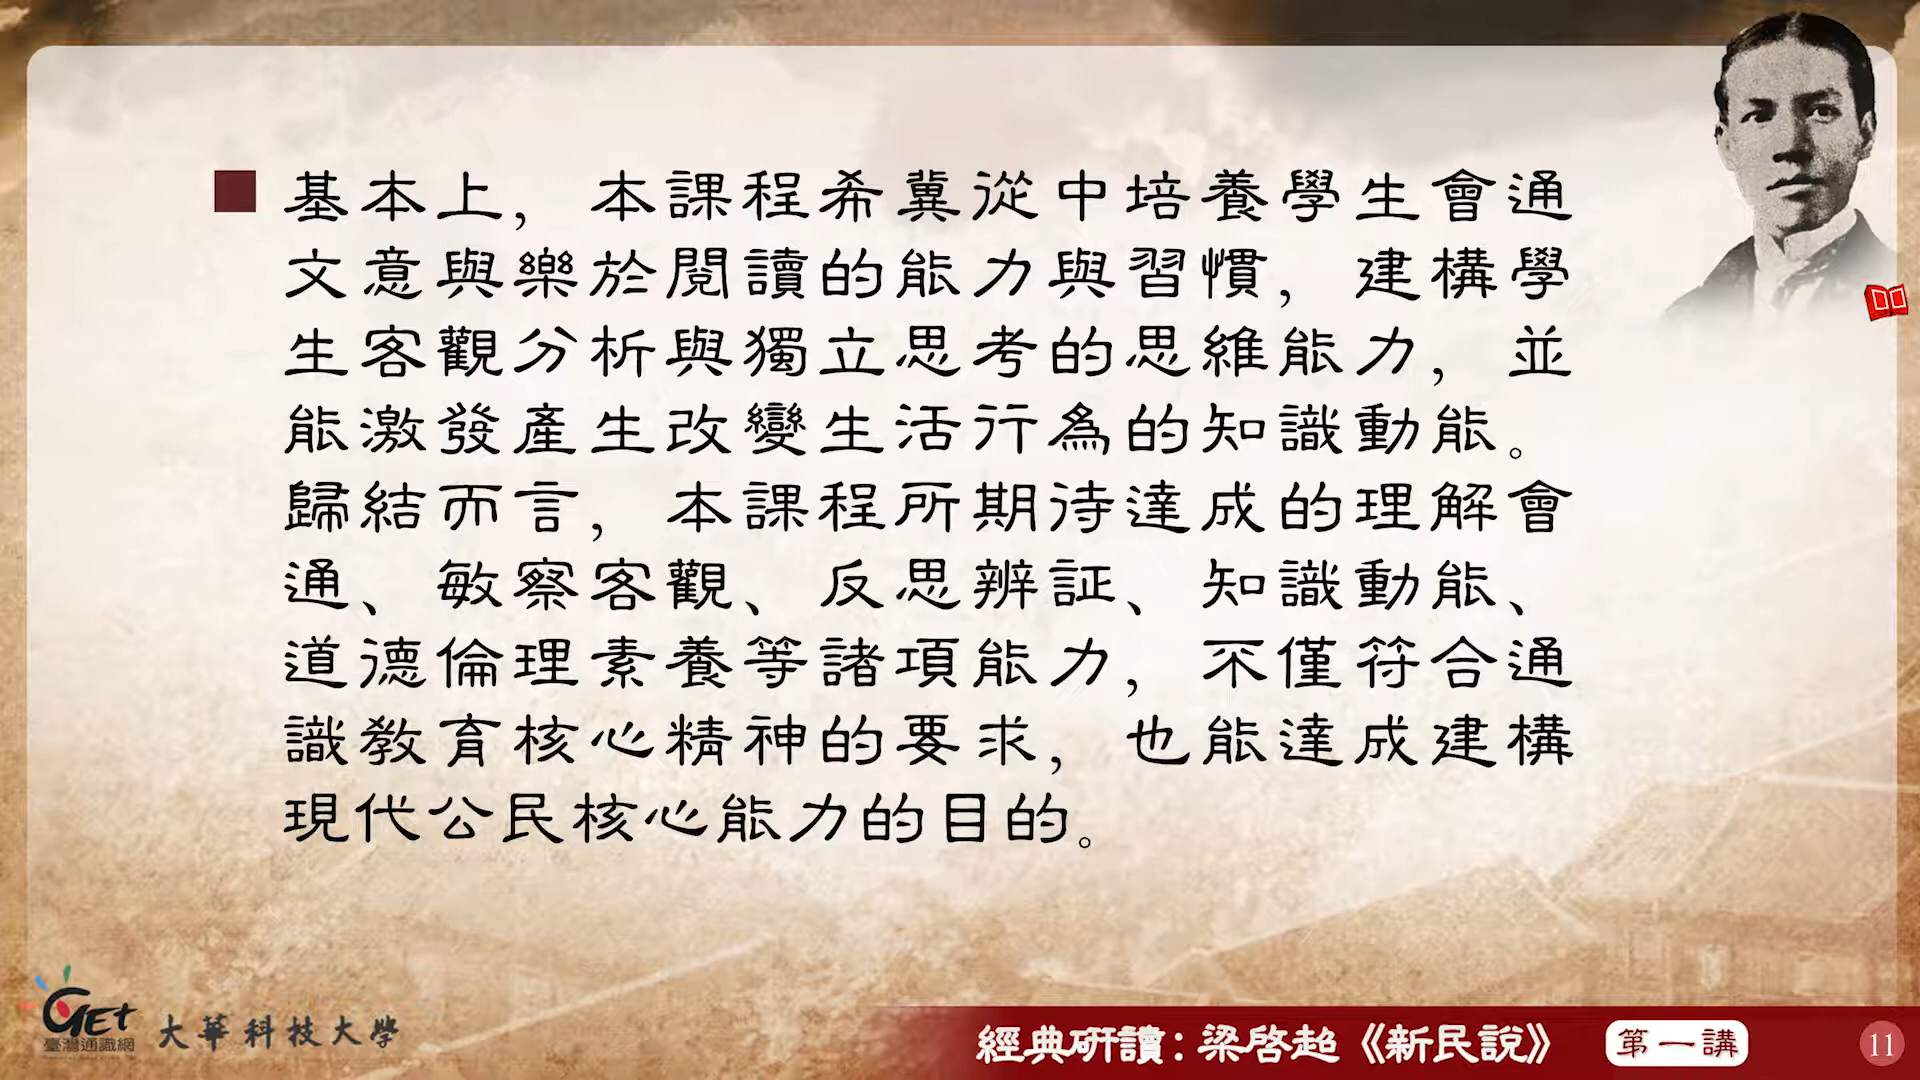 基本上，本課程希冀從中培養學生會通
文意與樂於閱讀的能力與習慣，建構學
生客觀分析與獨立思考的思維能力，並
能激發產生改變生活行為的知識動能。
歸結而言，本課程所期待達成的理解會
通、敏察客觀、反思辨証、知識動能、
道德倫理素養等諸項能力，不僅符合通
識教育核心精神的要求，也能達成建構
現代公民核心能力的目的。
GET
臺灣通識網
大華科技大學
經典研讀：梁啓超《新民說》
第一講
11